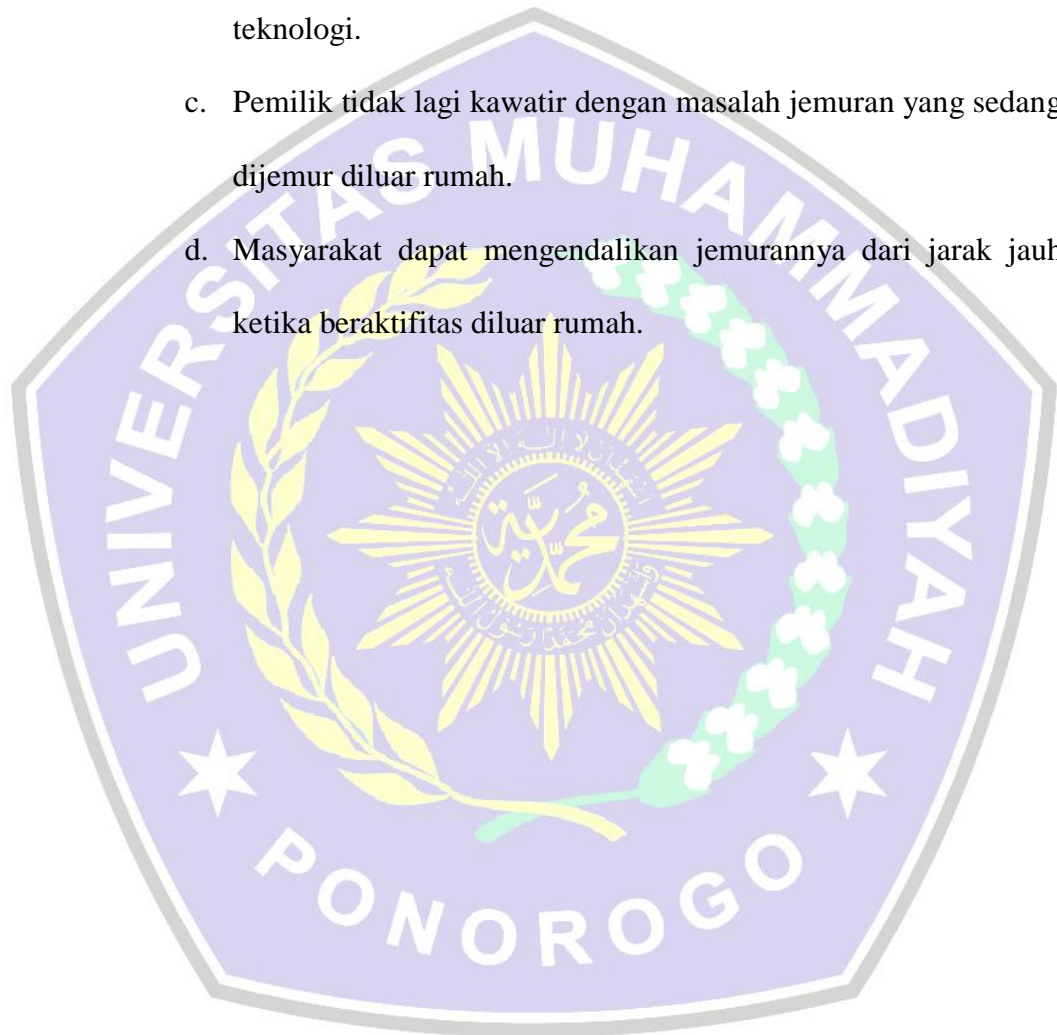 teknologi.
c. Pemilik tidak lagi kawatir dengan masalah jemuran yang sedang
dijemur diluar rumah.
d. Masyarakat dapat mengendalikan jemurannya dari jarak jauh
ketika beraktifitas diluar rumah.
UNIVERSITAS MUHAMMADIYAH
PONOROGO
محمدية